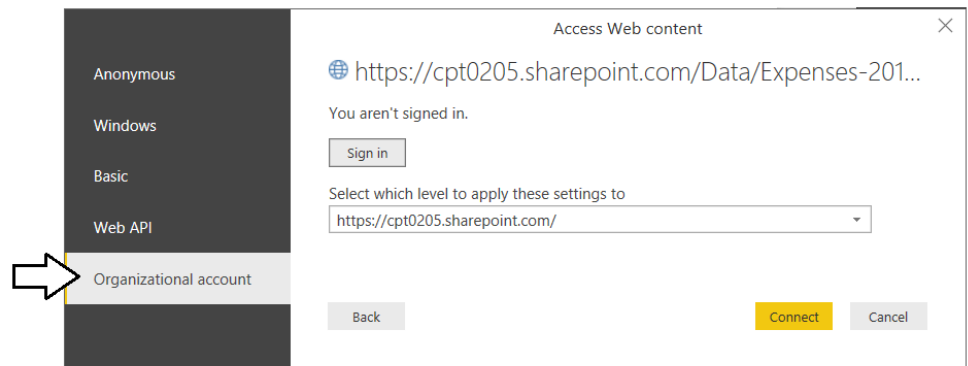 Access Web content
Anonymous
Windows
Basic
Web API
Organizational account
https://cpt0205.sharepoint.com/Data/Expenses-201...
You aren't signed in.
Sign in
Select which level to apply these settings to
https://cpt0205.sharepoint.com/
Back
Connect
Cancel